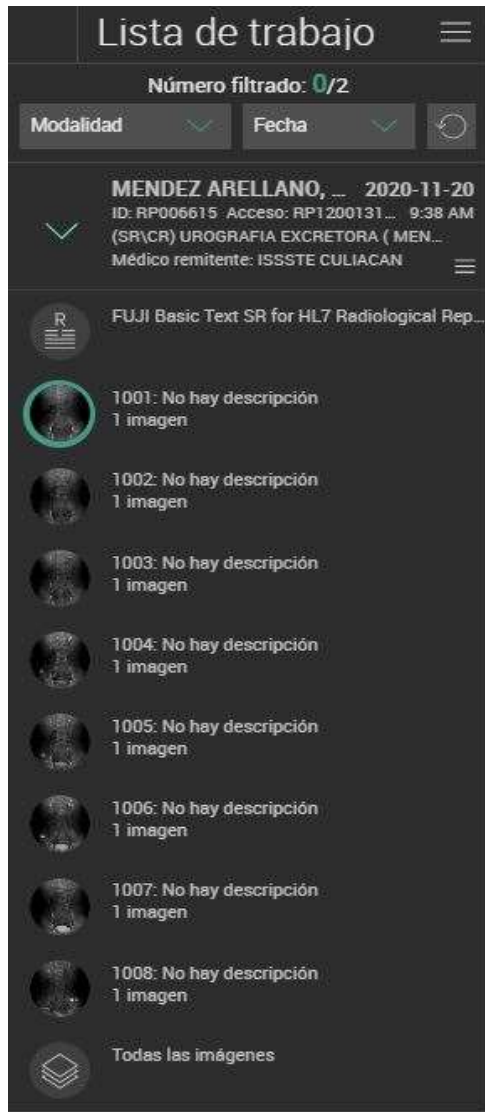 Lista de trabajo
Número filtrado: 0/2
Modalidad Fecha
MENDEZ ARELLANO, ... 2020-11-20
ID: RP006615 Acceso: RP1200131... 9:38 AM
(SR\CR) UROGRAFIA EXCRETORA ( MEN...
Médico remitente: ISSSTE CULIACAN
R
FUJI Basic Text SR for HL7 Radiological Rep...
1001: No hay descripción
1 imagen
1002: No hay descripción
1 imagen
1003: No hay descripción
1 imagen
1004: No hay descripción
1 imagen
1005: No hay descripción
1 imagen
1006: No hay descripción
1 imagen
1007: No hay descripción
1 imagen
1008: No hay descripción
1 imagen
Todas las imágenes